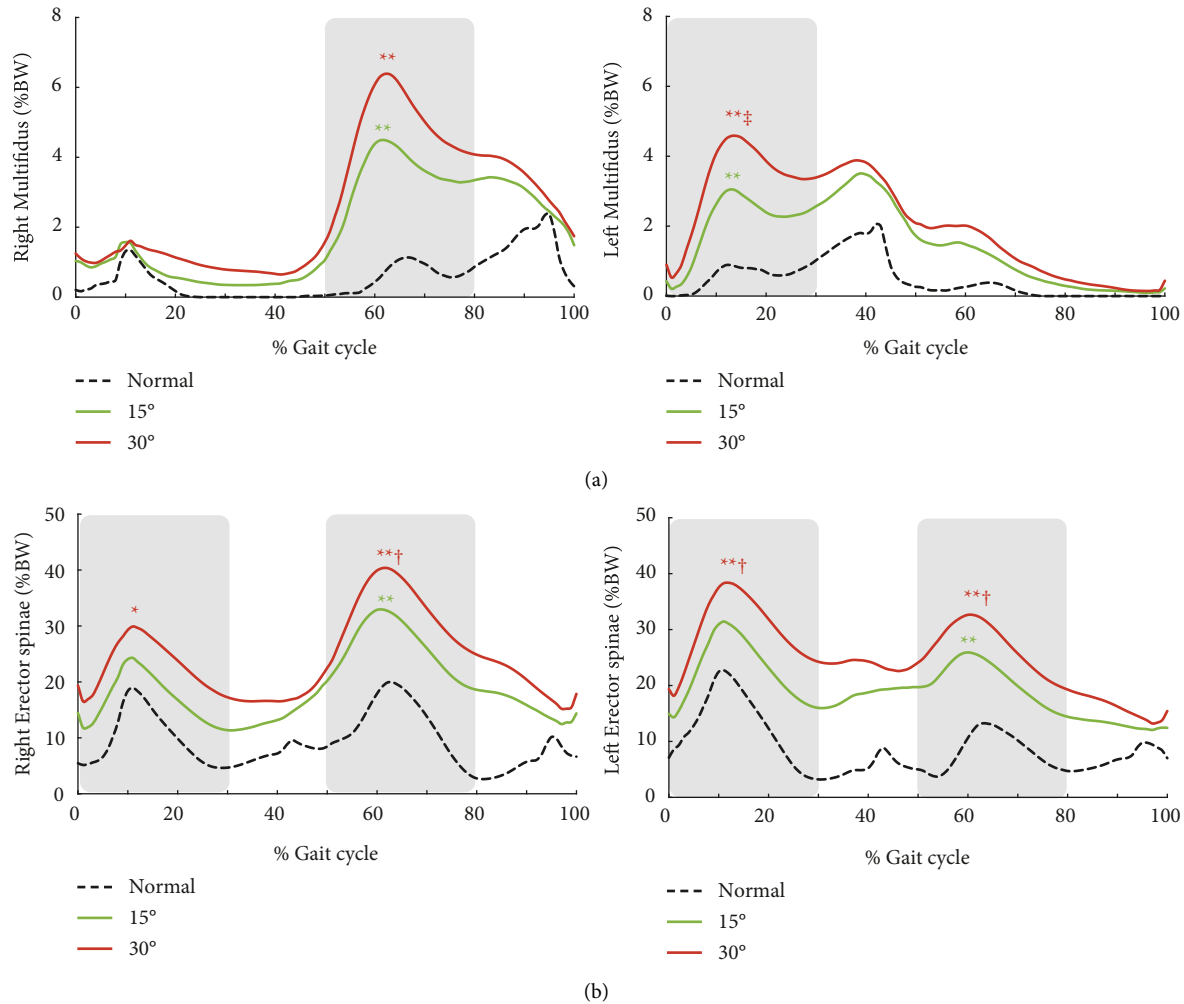 Right Multifidus (%BW)
8
6
4
2
0
**
**
0 20 40 60 80 100
% Gait cycle
Normal
15°
30°
Left Multifidus (%BW)
8
6
4
2
0
**‡
**
0 20 40 60 80 100
% Gait cycle
Normal
15°
30°
(a)
Right Erector spinae (%BW)
50
40
30
20
10
0
*
**†
**
0 20 40 60 80 100
% Gait cycle
Normal
15°
30°
Left Erector spinae (%BW)
50
40
30
20
10
0
**†
**†
**
0 20 40 60 80 100
% Gait cycle
Normal
15°
30°
(b)